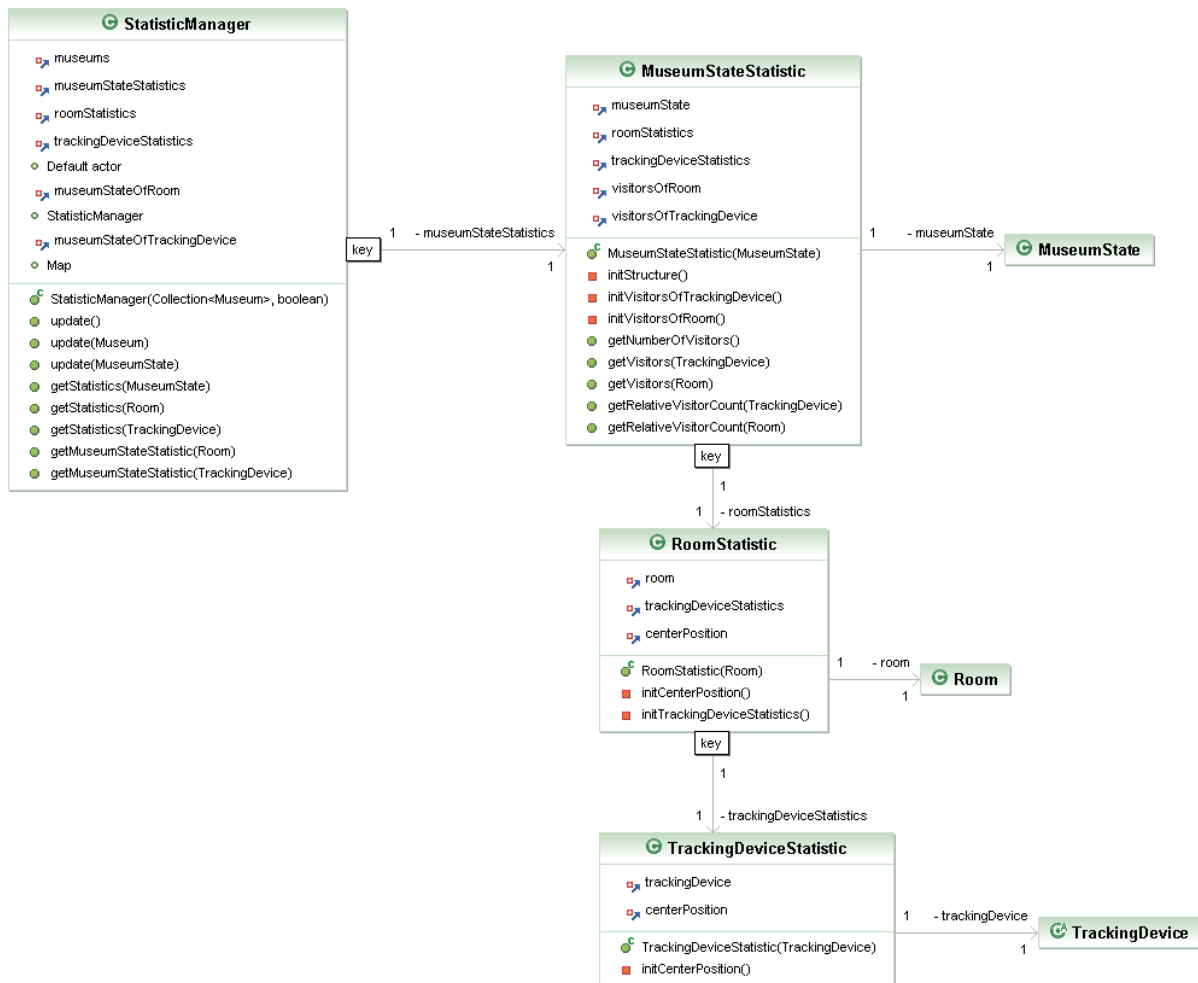 StatisticManager
museums
museumStateStatistics
roomStatistics
trackingDeviceStatistics
Default actor
museumStateOfRoom
StatisticManager
museumStateOfTrackingDevice
Map
StatisticManager(Collection<Museum>, boolean)
update()
update(Museum)
update(MuseumState)
getStatistics(MuseumState)
getStatistics(Room)
getStatistics(TrackingDevice)
getMuseumStateStatistic(Room)
getMuseumStateStatistic(TrackingDevice)
key
1 - museumStateStatistics
1
MuseumStateStatistic
museumState
roomStatistics
trackingDeviceStatistics
visitorsOfRoom
visitorsOfTrackingDevice
MuseumStateStatistic(MuseumState)
initStructure()
initVisitorsOfTrackingDevice()
initVisitorsOfRoom()
getNumberOfVisitors()
getVisitors(TrackingDevice)
getVisitors(Room)
getRelativeVisitorCount(TrackingDevice)
getRelativeVisitorCount(Room)
1 - museumState
1
MuseumState
key
1
1 - roomStatistics
RoomStatistic
room
trackingDeviceStatistics
centerPosition
RoomStatistic(Room)
initCenterPosition()
initTrackingDeviceStatistics()
1 - room
1
Room
key
1
1 - trackingDeviceStatistics
TrackingDeviceStatistic
trackingDevice
centerPosition
TrackingDeviceStatistic(TrackingDevice)
initCenterPosition()
1 - trackingDevice
1
TrackingDevice